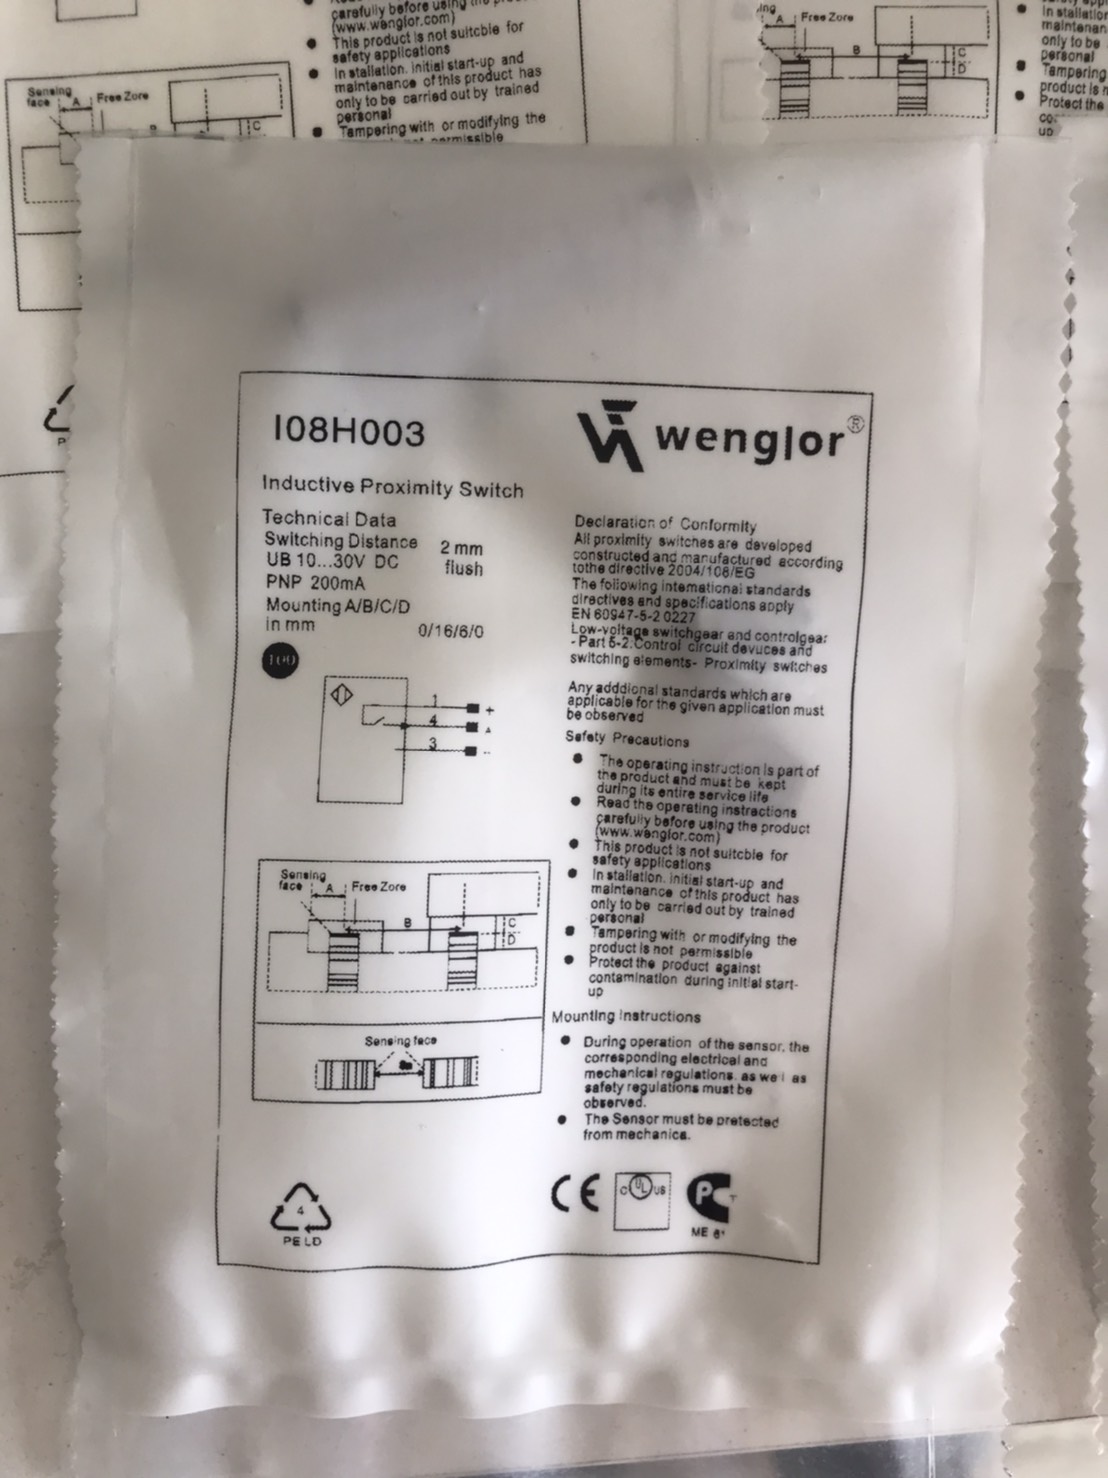 carefully before using the
(www.wenglor.com)
This product is not suitcble for
safety applications
In stallation. initial start-up and
maintenance of this product has
only to be carried out by trained
personal
Tampering with or modifying the
permissible
Sensing
face A Free Zore
B
C
A Free Zore
B
C
D
In stallation
maintenan
only to be
personal
Tampering
product is n
Protect the
up
I08H003
wenglor®
Inductive Proximity Switch
Technical Data
Switching Distance 2 mm
UB 10...30V DC flush
PNP 200mA
Mounting A/B/C/D
in mm 0/16/6/0
100
1 +
4 A
3 -
Sensing
face A Free Zore
B
C
D
Sensing face
Declaration of Conformity
All proximity switches are developed
constructed and manufactured according
tothe directive 2004/108/EG
The following international standards
directives and specifications apply
EN 60947-5-2 0227
Low-voltage switchgear and controlgear
- Part 5-2.Control circuit devuces and
switching elements- Proximity switches
Any adddional standards which are
applicable for the given application must
be observed
Safety Precautions
The operating instruction is part of
the product and must be kept
during its entire service life
Read the operating instractions
carefully before using the product
(www.wenglor.com)
This product is not suitcble for
safety applications
In stallation. initial start-up and
maintenance of this product has
only to be carried out by trained
personal
Tampering with or modifying the
product is not permissible
Protect the product against
contamination during initial start-
up
Mounting Instructions
During operation of the sensor, the
corresponding electrical and
mechanical regulations. as wel as
safety regulations must be
observed.
The Sensor must be pretected
from mechanica.
4
PE LD
CE
C UL US
PC T
ME